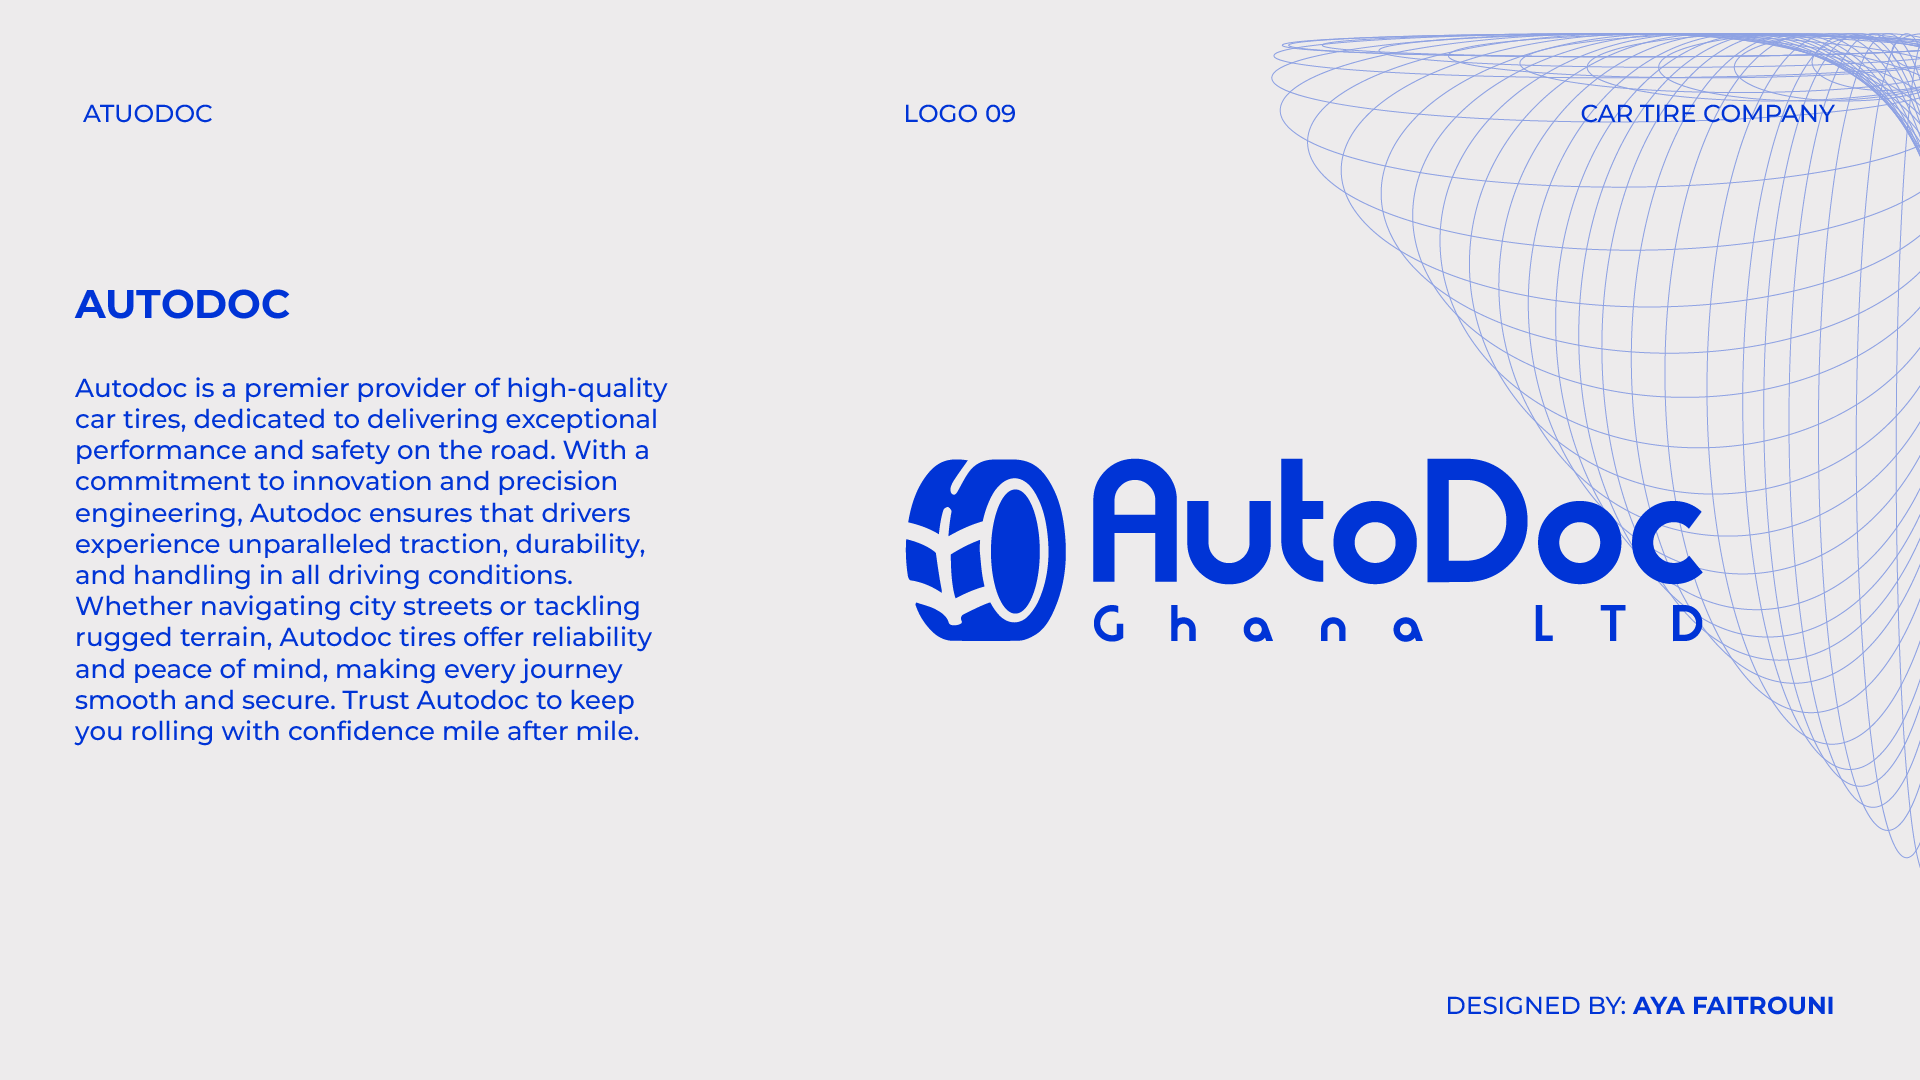 ATUODOC
LOGO 09
CAR TIRE COMPANY
AUTODOC
Autodoc is a premier provider of high-quality
car tires, dedicated to delivering exceptional
performance and safety on the road. With a
commitment to innovation and precision
engineering, Autodoc ensures that drivers
experience unparalleled traction, durability,
and handling in all driving conditions.
Whether navigating city streets or tackling
rugged terrain, Autodoc tires offer reliability
and peace of mind, making every journey
smooth and secure. Trust Autodoc to keep
you rolling with confidence mile after mile.
AutoDoc
Ghana LTD
DESIGNED BY: AYA FAITROUNI